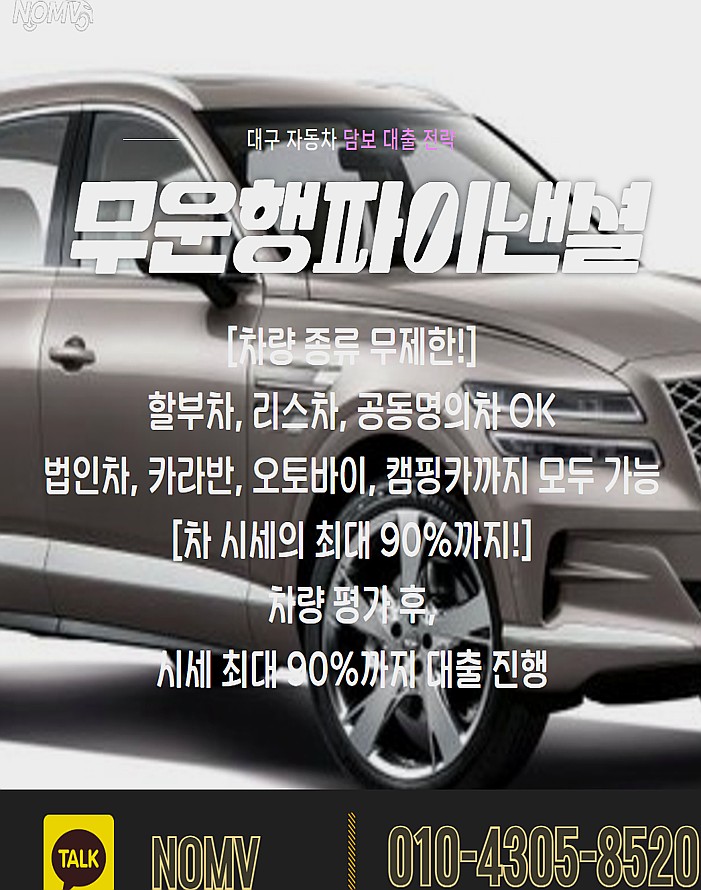 NOMV
대구 자동차 담보 대출 전략
무운행파이낸셜
[차량 종류 무제한!]
할부차, 리스차, 공동명의차 OK
법인차, 카라반, 오토바이, 캠핑카까지 모두 가능
[차 시세의 최대 90%까지!]
차량 평가 후,
시세 최대 90%까지 대출 진행
TALK NOMV 010-4305-8520